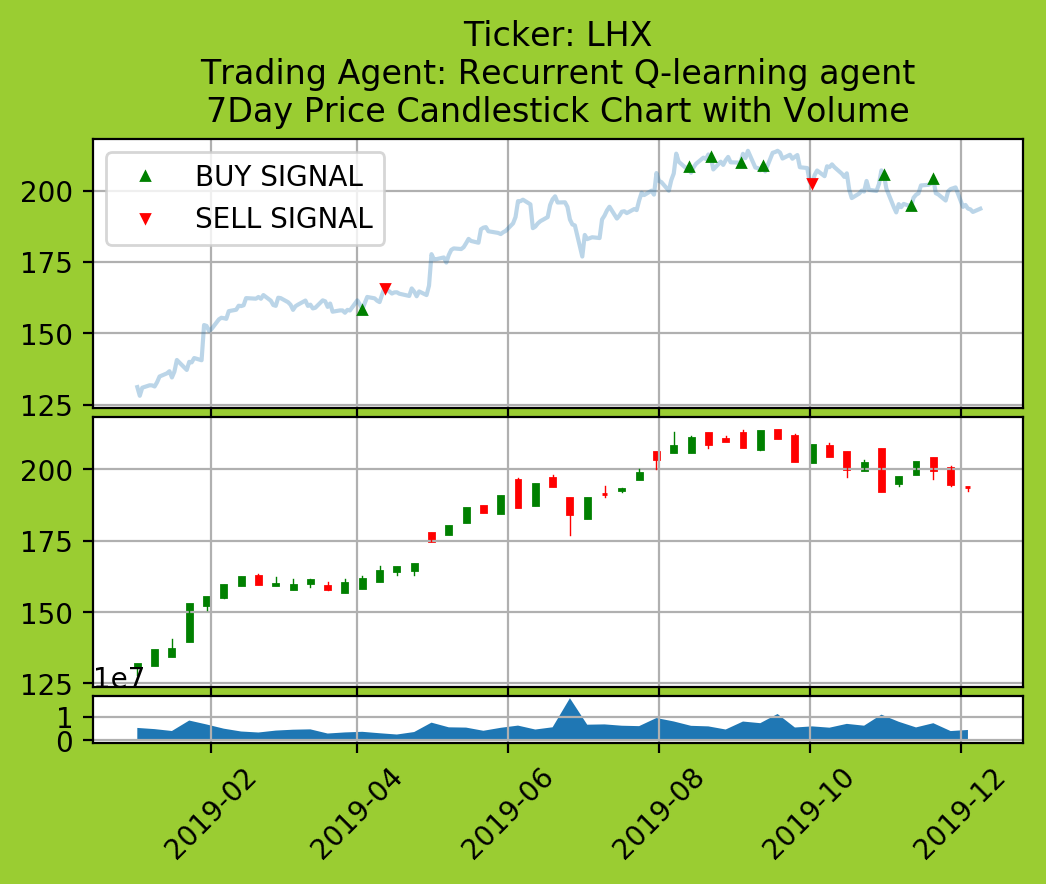 Ticker: LHX
Trading Agent: Recurrent Q-learning agent
7Day Price Candlestick Chart with Volume
BUY SIGNAL
SELL SIGNAL
200
175
150
125
200
175
150
125
1e7
1
0
2019-02
2019-04
2019-06
2019-08
2019-10
2019-12